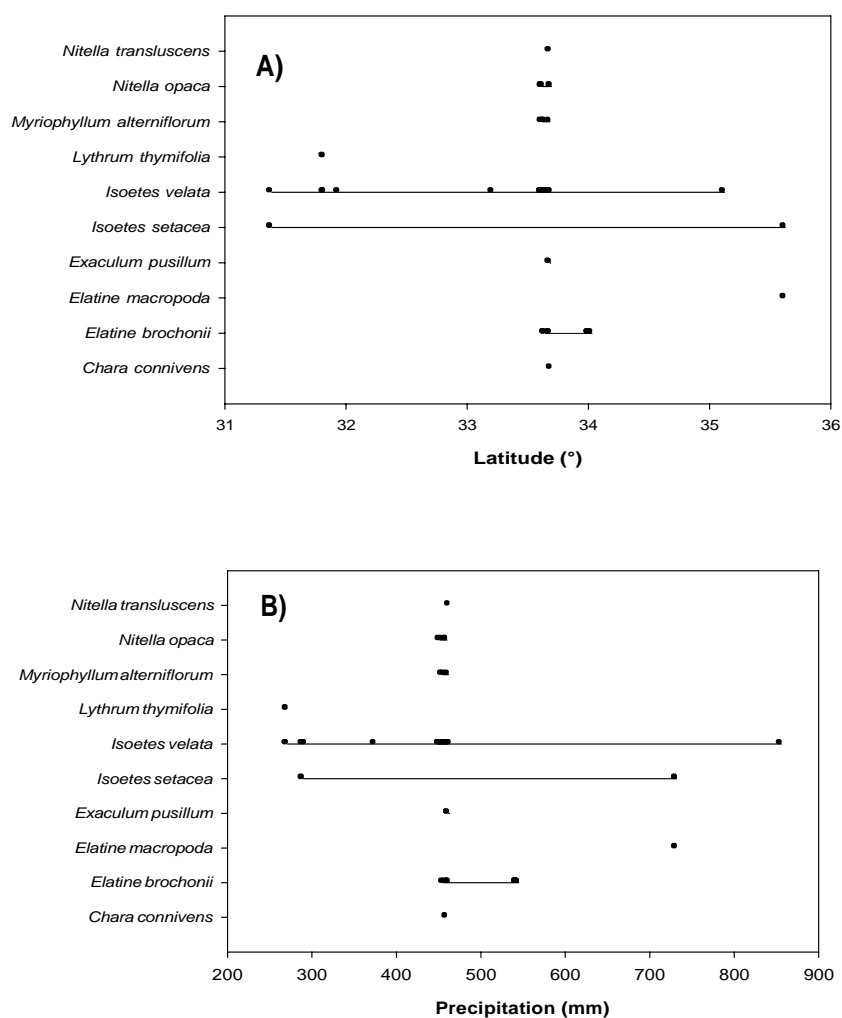 A)
Nitella transluscens
Nitella opaca
Myriophyllum alterniflorum
Lythrum thymifolia
Isoetes velata
Isoetes setacea
Exaculum pusillum
Elatine macropoda
Elatine brochonii
Chara connivens
31 32 33 34 35 36
Latitude (°)
B)
Nitella transluscens
Nitella opaca
Myriophyllum alterniflorum
Lythrum thymifolia
Isoetes velata
Isoetes setacea
Exaculum pusillum
Elatine macropoda
Elatine brochonii
Chara connivens
200 300 400 500 600 700 800 900
Precipitation (mm)